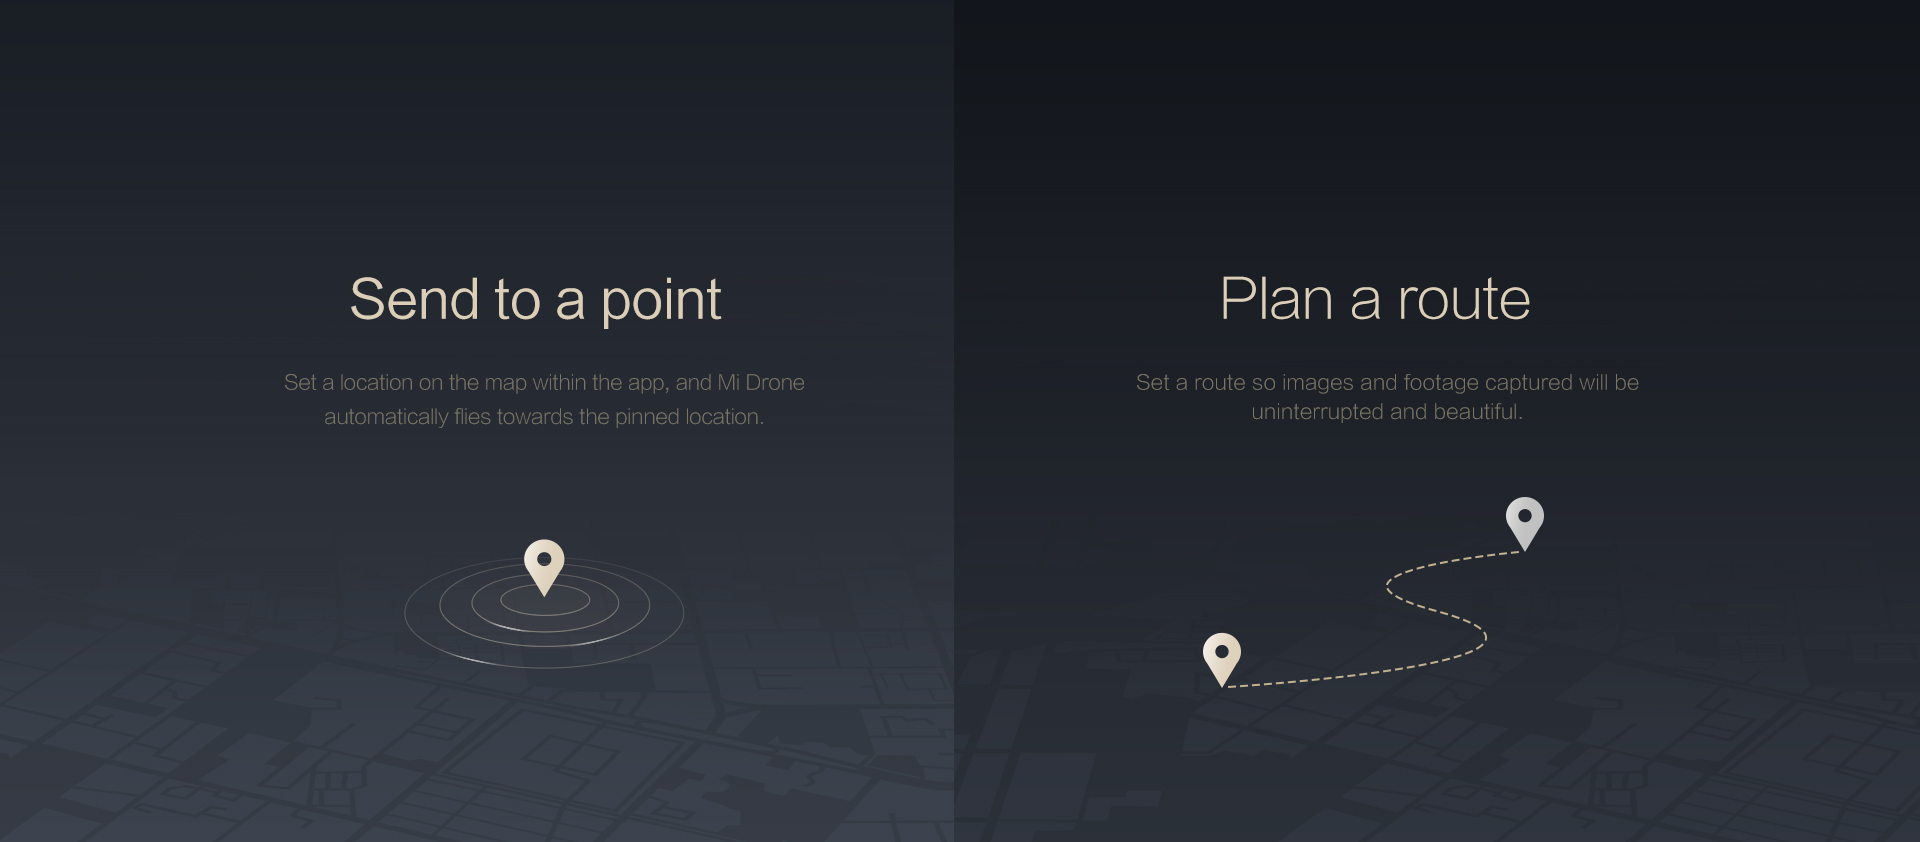 Send to a point
Set a location on the map within the app, and Mi Drone
automatically flies towards the pinned location.
Plan a route
Set a route so images and footage captured will be
uninterrupted and beautiful.